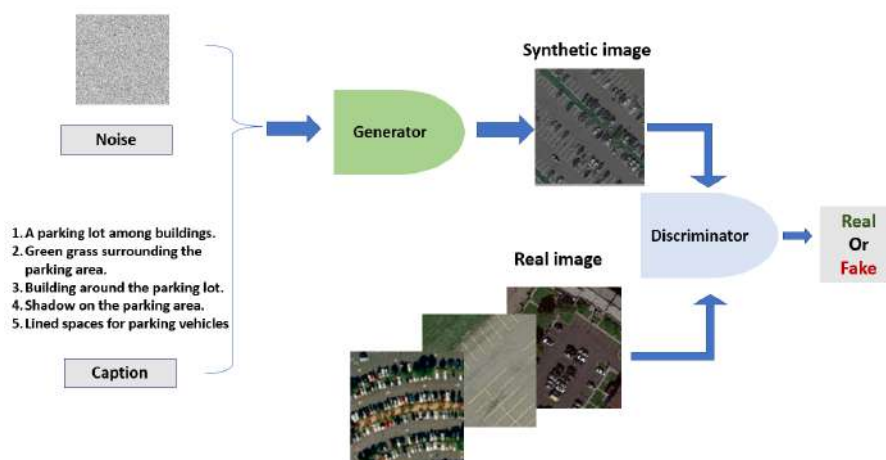 Noise
1. A parking lot among buildings.
2. Green grass surrounding the
parking area.
3. Building around the parking lot.
4. Shadow on the parking area.
5. Lined spaces for parking vehicles
Caption
Generator
Synthetic image
Real image
Discriminator
Real
Or
Fake